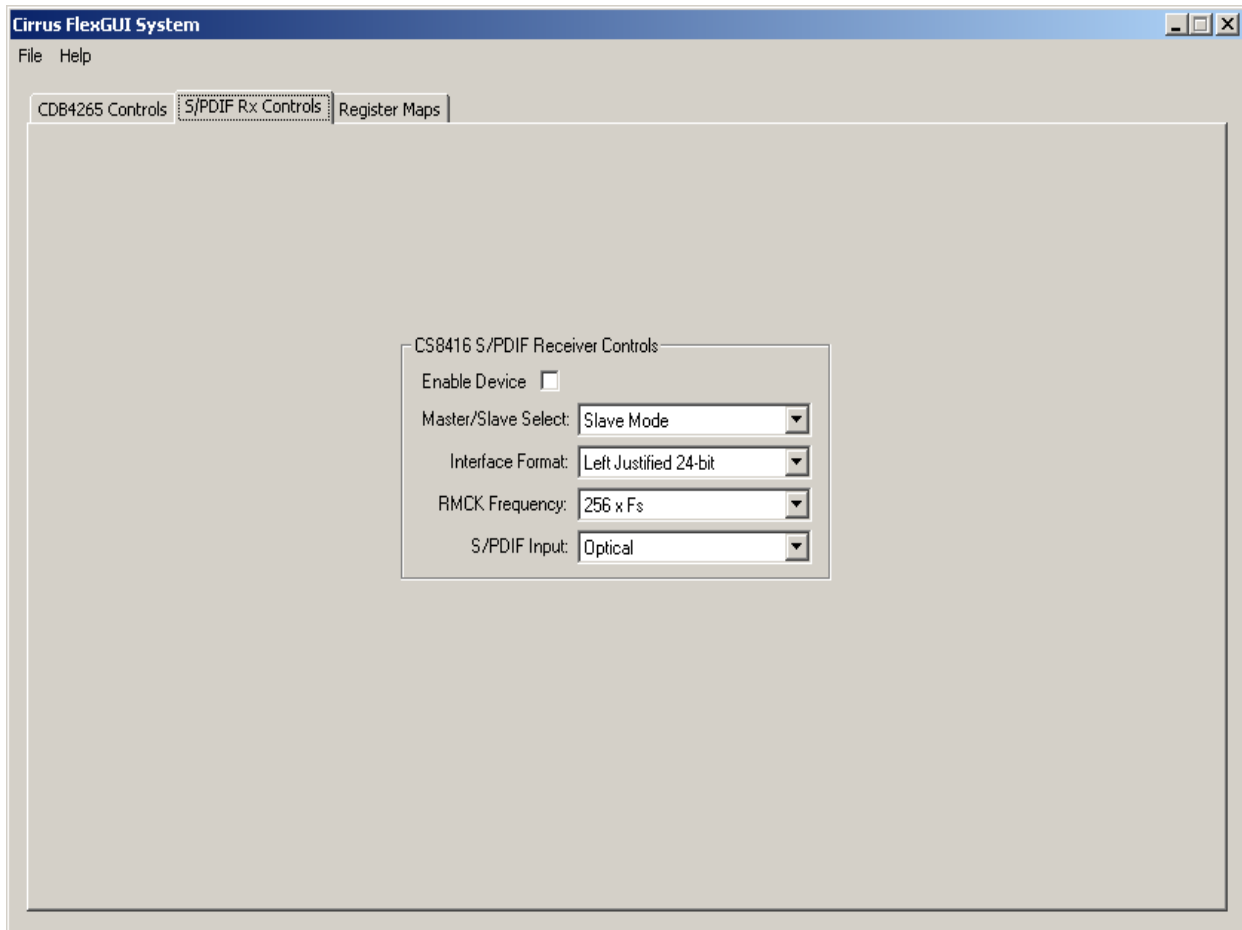 Cirrus FlexGUI System
File Help
CDB4265 Controls S/PDIF Rx Controls Register Maps
CS8416 S/PDIF Receiver Controls
Enable Device
Master/Slave Select: Slave Mode
Interface Format: Left Justified 24-bit
RMCK Frequency: 256 x Fs
S/PDIF Input: Optical